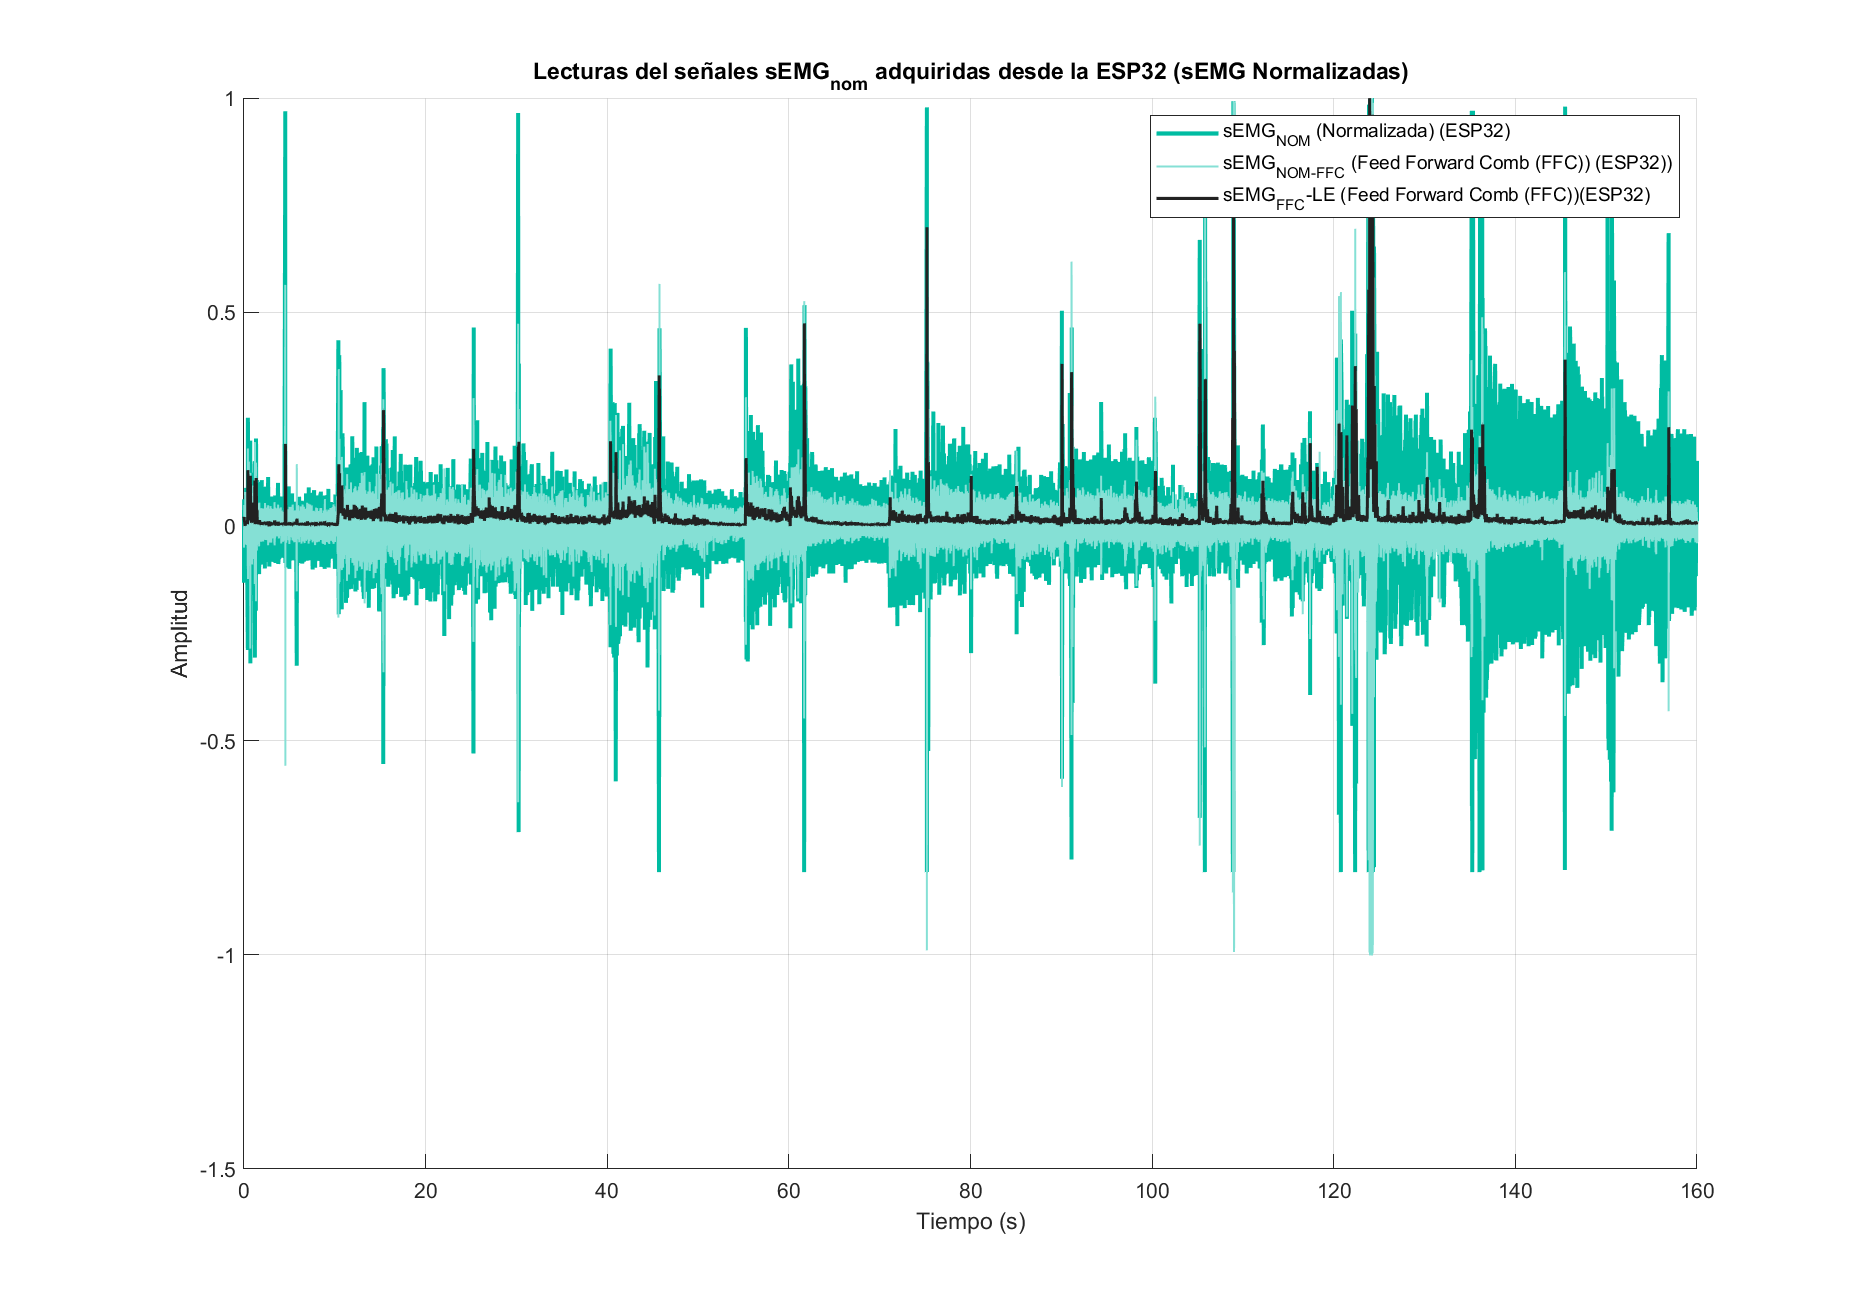 Lecturas del señales sEMGnom adquiridas desde la ESP32 (sEMG Normalizadas)
sEMGNOM (Normalizada) (ESP32)
sEMGNOM-FFC (Feed Forward Comb (FFC)) (ESP32))
sEMGFFC-LE (Feed Forward Comb (FFC))(ESP32)
1
0.5
0
-0.5
-1
-1.5
Amplitud
0 20 40 60 80 100 120 140 160
Tiempo (s)